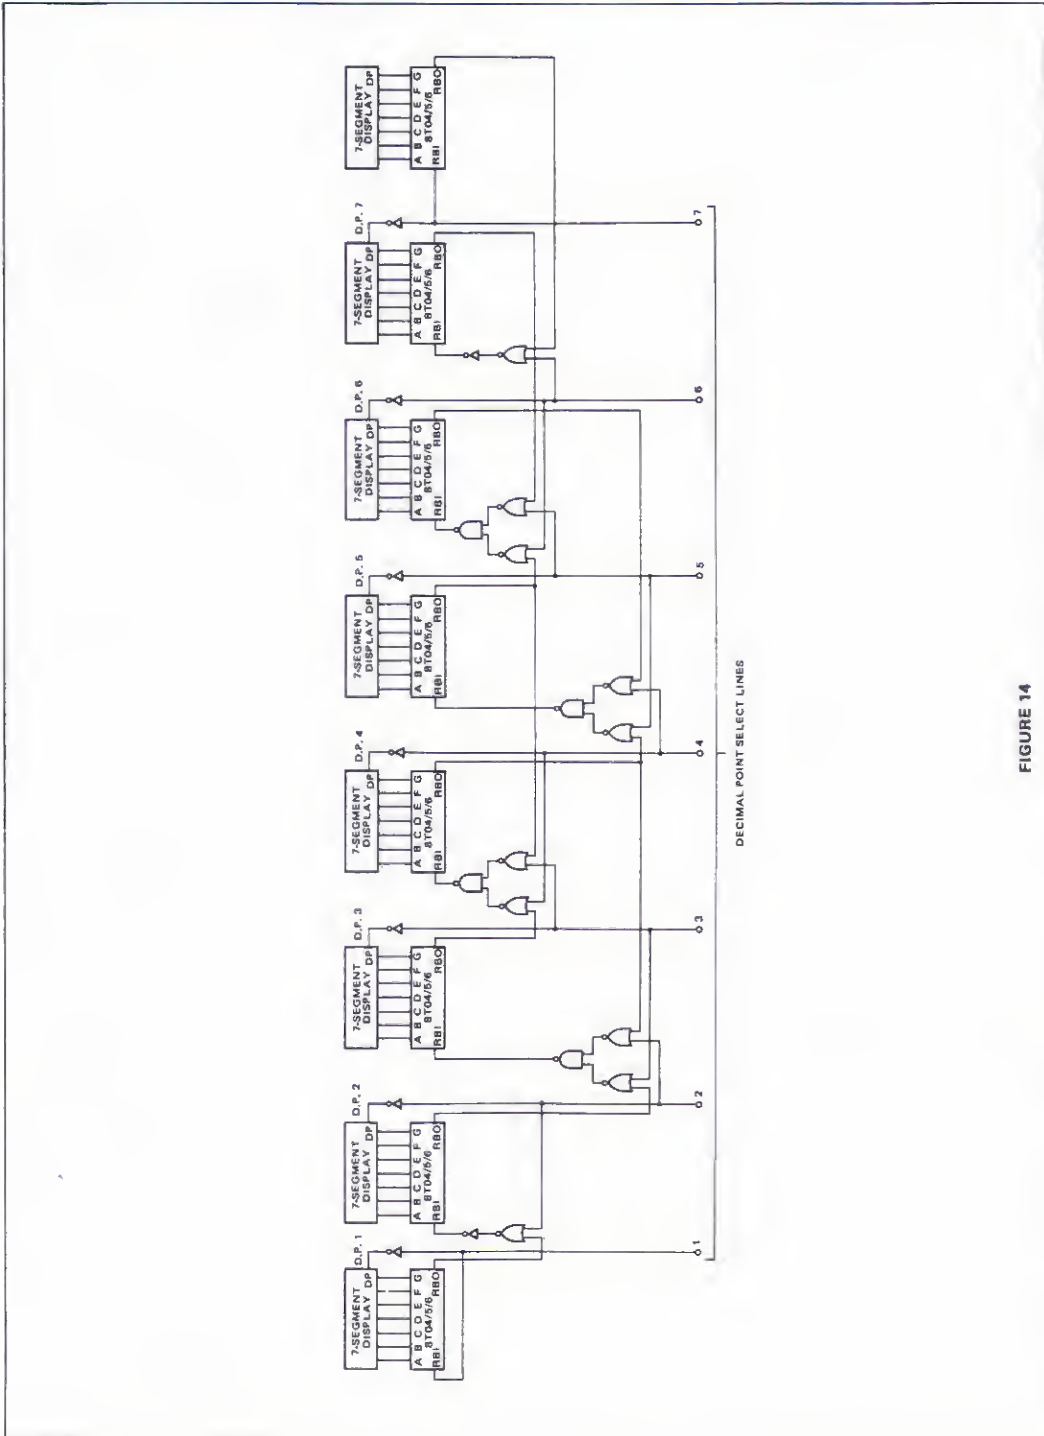 7-SEGMENT
DISPLAY DP
A B C D E F G
8T04/5/6
RBI RBO
D.P. 1
7-SEGMENT
DISPLAY DP
A B C D E F G
8T04/5/6
RBI RBO
D.P. 2
7-SEGMENT
DISPLAY DP
A B C D E F G
8T04/5/6
RBI RBO
D.P. 3
7-SEGMENT
DISPLAY DP
A B C D E F G
8T04/5/6
RBI RBO
D.P. 4
7-SEGMENT
DISPLAY DP
A B C D E F G
8T04/5/6
RBI RBO
D.P. 5
7-SEGMENT
DISPLAY DP
A B C D E F G
8T04/5/6
RBI RBO
D.P. 6
7-SEGMENT
DISPLAY DP
A B C D E F G
8T04/5/6
RBI RBO
D.P. 7
7-SEGMENT
DISPLAY DP
A B C D E F G
8T04/5/6
RBI RBO
1 2 3 4 5 6 7
DECIMAL POINT SELECT LINES
FIGURE 14